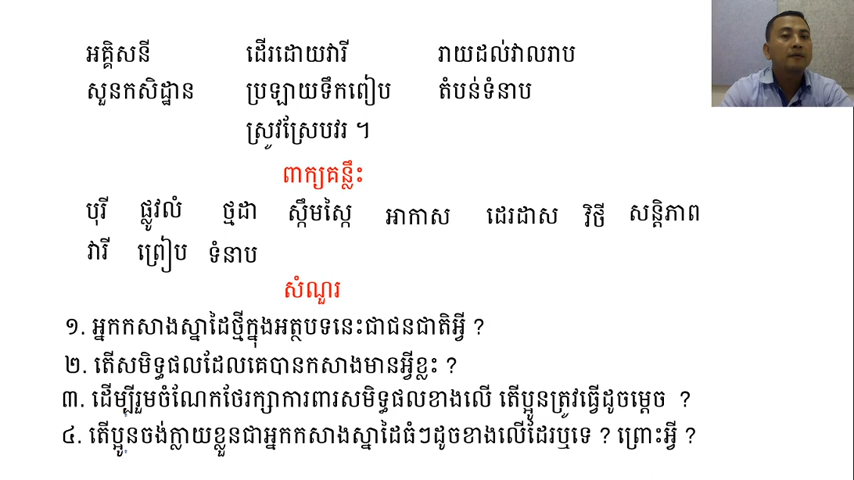 អគ្គិសនី ដើរដោយវារី រាយដល់វាលរាប
សួនកសិដ្ឋាន ប្រឡាយទឹកពៀប តំបន់ទំនាប
ស្រូវស្រែបវរ ។
ពាក្យគន្លឹះ
បុរី ផ្លូវលំ ថ្មដា ស្កឹមស្កៃ អាកាស ដេរដាស វិថី សន្តិភាព
វារី ព្រៀប ទំនាប
សំណួរ
១. អ្នកកសាងស្នាដៃថ្មីក្នុងអត្ថបទនេះជាជនជាតិអ្វី ?
២. តើសមិទ្ធផលដែលគេបានកសាងមានអ្វីខ្លះ ?
៣. ដើម្បីរួមចំណែកថែរក្សាការពារសមិទ្ធផលខាងលើ តើប្អូនត្រូវធ្វើដូចម្តេច ?
៤. តើប្អូនចង់ក្លាយខ្លួនជាអ្នកកសាងស្នាដៃធំៗដូចខាងលើដែរឬទេ ? ព្រោះអ្វី ?